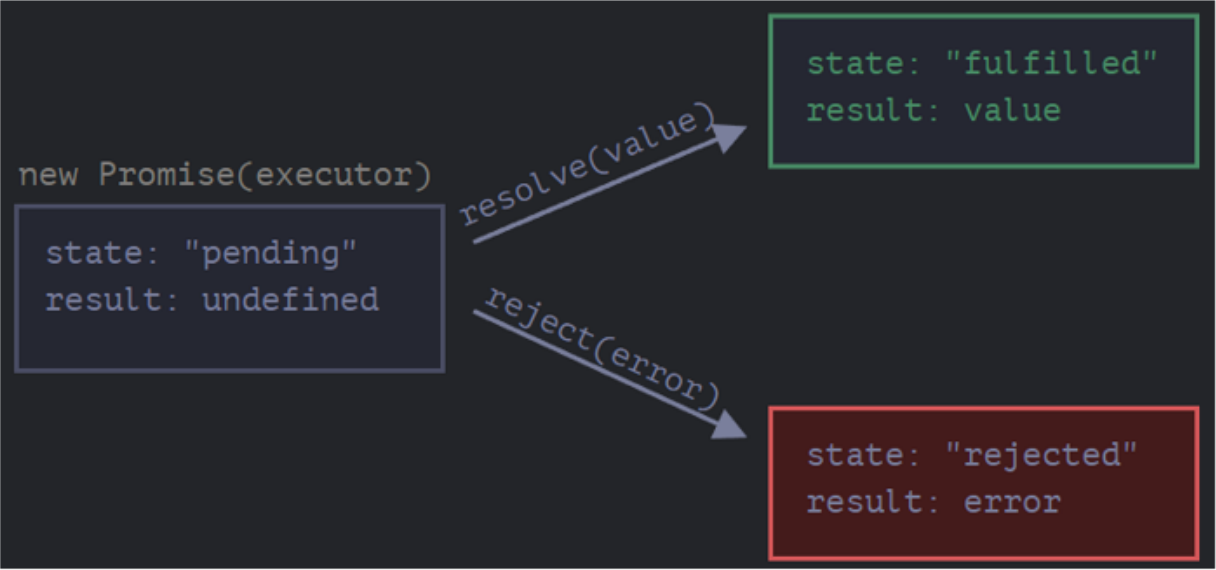 new Promise(executor)
state: "pending"
result: undefined
resolve(value)
reject(error)
state: "fulfilled"
result: value
state: "rejected"
result: error